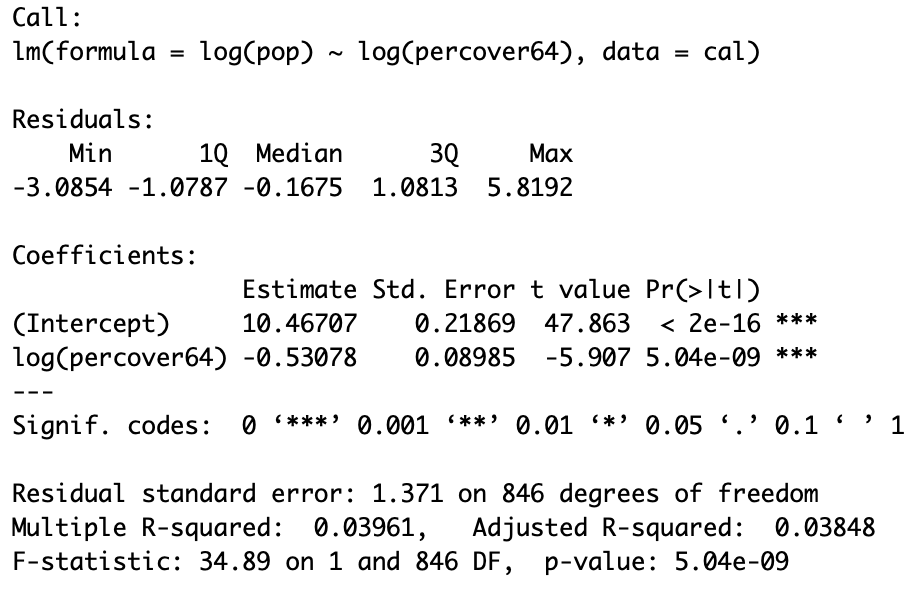 Call:
lm(formula = log(pop) ~ log(percover64), data = cal)
Residuals:
    Min      1Q  Median      3Q     Max
-3.0854 -1.0787 -0.1675  1.0813  5.8192
Coefficients:
                Estimate Std. Error t value Pr(>|t|)
(Intercept)     10.46707    0.21869  47.863  < 2e-16 ***
log(percover64) -0.53078    0.08985  -5.907 5.04e-09 ***
---
Signif. codes:  0 ‘***’ 0.001 ‘**’ 0.01 ‘*’ 0.05 ‘.’ 0.1 ‘ ’ 1
Residual standard error: 1.371 on 846 degrees of freedom
Multiple R-squared:  0.03961,   Adjusted R-squared:  0.03848
F-statistic: 34.89 on 1 and 846 DF,  p-value: 5.04e-09